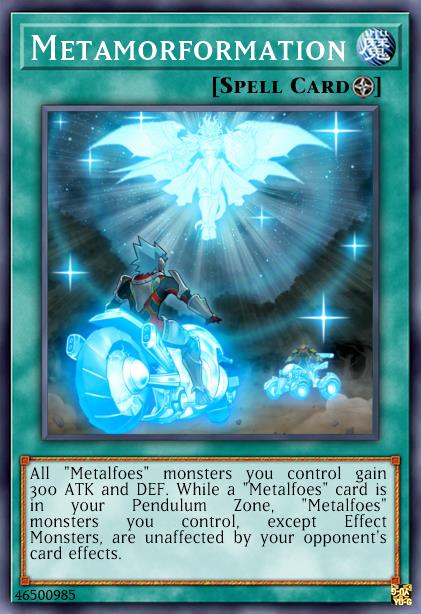 METAMORFORMATION
[SPELL CARD]
All "Metalfoes" monsters you control gain
300 ATK and DEF. While a "Metalfoes" card is
in your Pendulum Zone, "Metalfoes"
monsters you control, except Effect
Monsters, are unaffected by your opponent's
card effects.
46500985